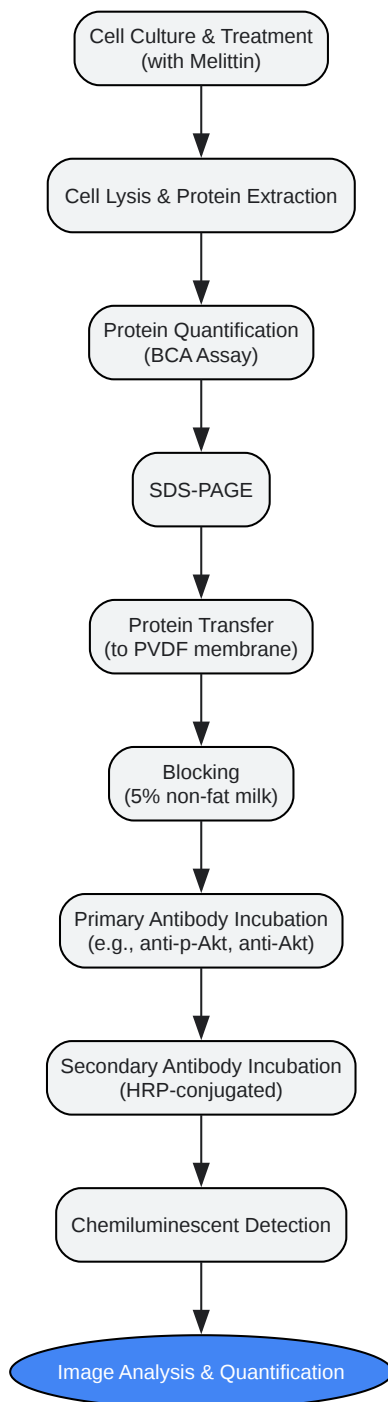 Cell Culture & Treatment
(with Melittin)
Cell Lysis & Protein Extraction
Protein Quantification
(BCA Assay)
SDS-PAGE
Protein Transfer
(to PVDF membrane)
Blocking
(5% non-fat milk)
Primary Antibody Incubation
(e.g., anti-p-Akt, anti-Akt)
Secondary Antibody Incubation
(HRP-conjugated)
Chemiluminescent Detection
Image Analysis & Quantification